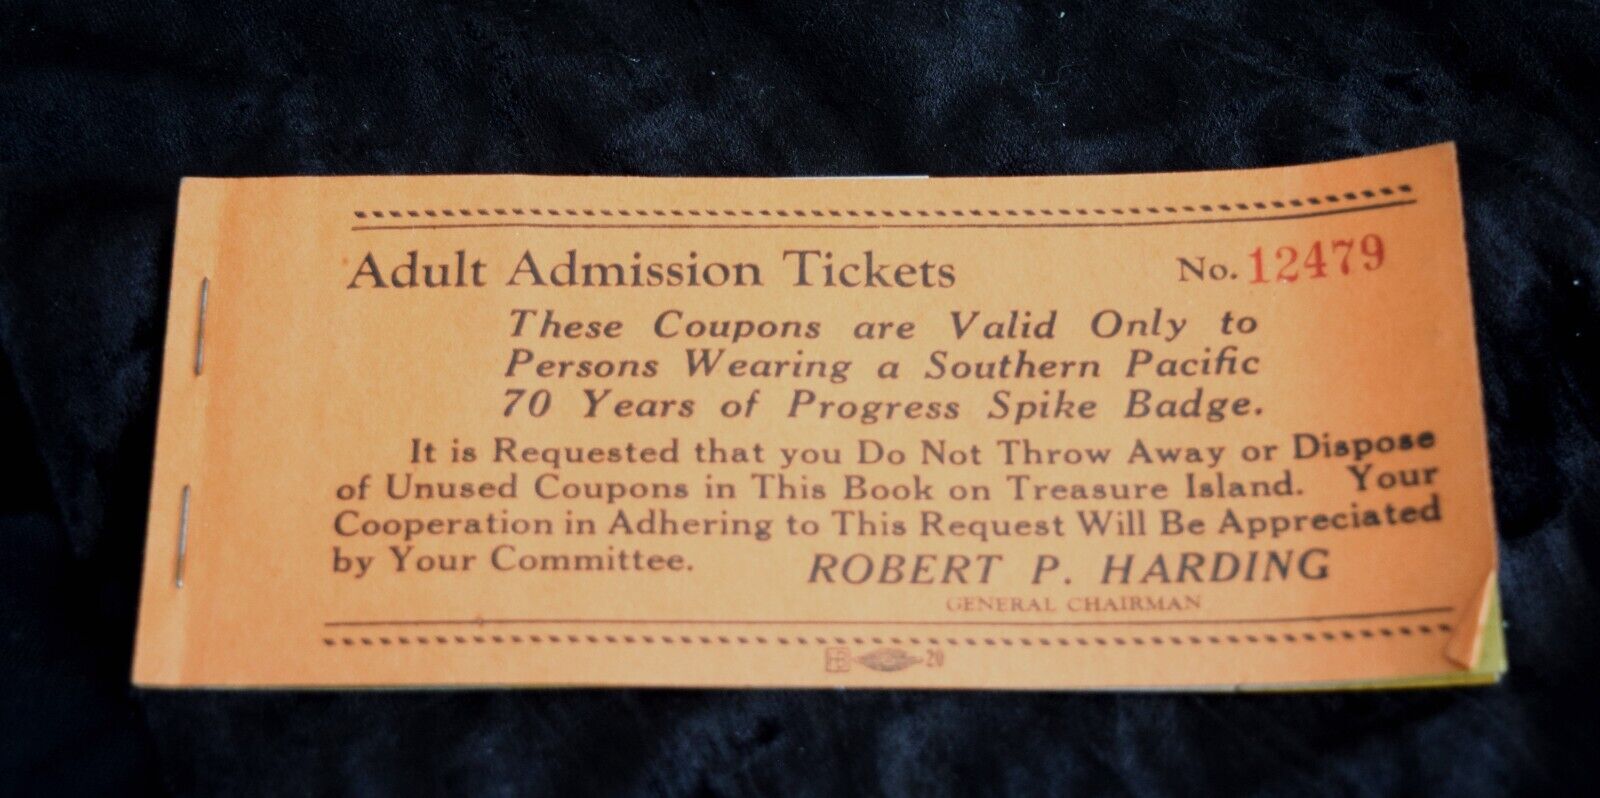 Adult Admission Tickets No. 12479
These Coupons are Valid Only to
Persons Wearing a Southern Pacific
70 Years of Progress Spike Badge.
It is Requested that you Do Not Throw Away or Dispose
of Unused Coupons in This Book on Treasure Island. Your
Cooperation in Adhering to This Request Will Be Appreciated
by Your Committee. ROBERT P. HARDING
GENERAL CHAIRMAN
20